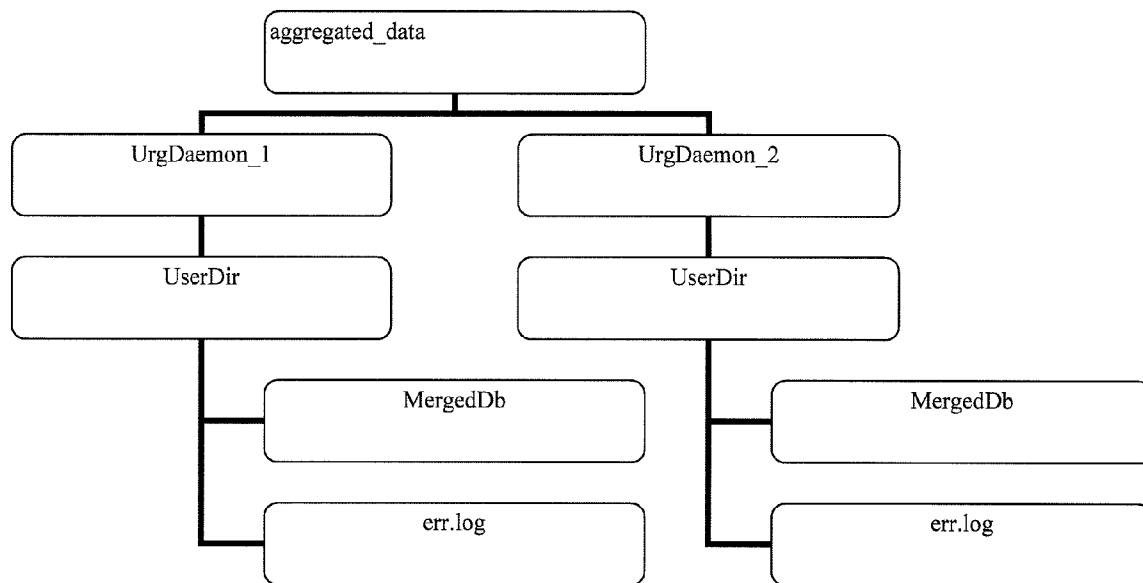 aggregated_data
UrgDaemon_1
UrgDaemon_2
UserDir
UserDir
MergedDb
MergedDb
err.log
err.log